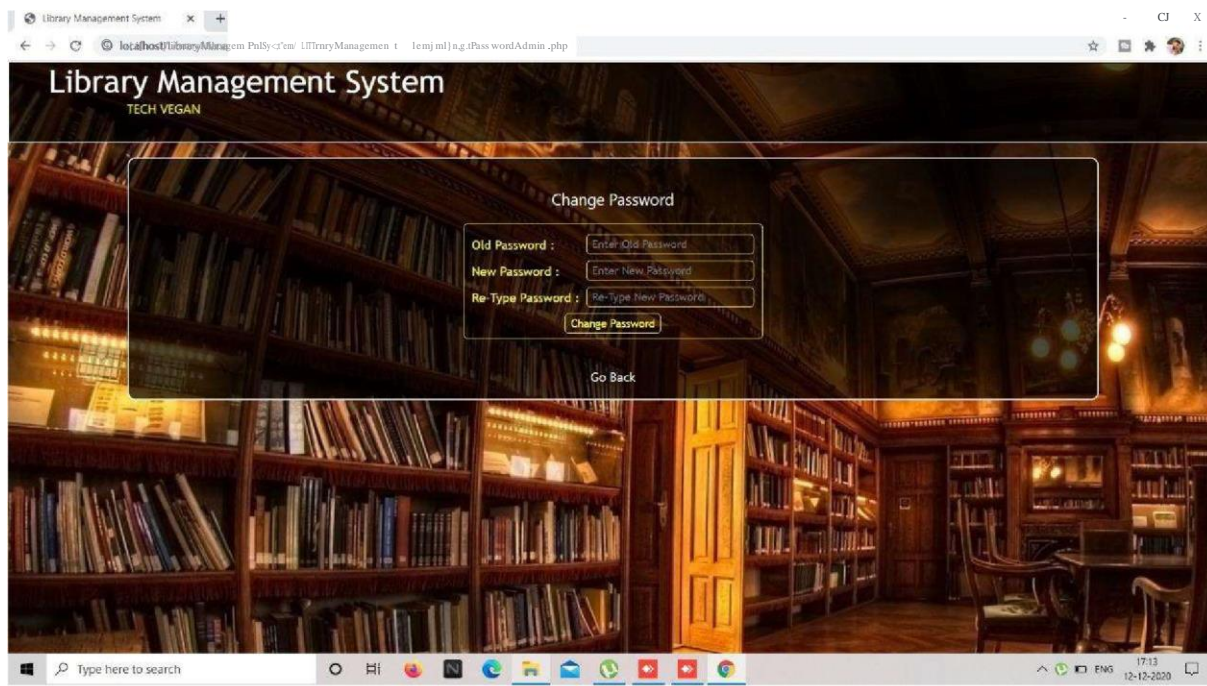 Library Management System
Library Management System
TECH VEGAN
Change Password
Old Password : Enter Old Password
New Password : Enter New Password
Re-Type Password : Re-Type New Password
Change Password
Go Back
Type here to search
ENG
17:13
12-12-2020